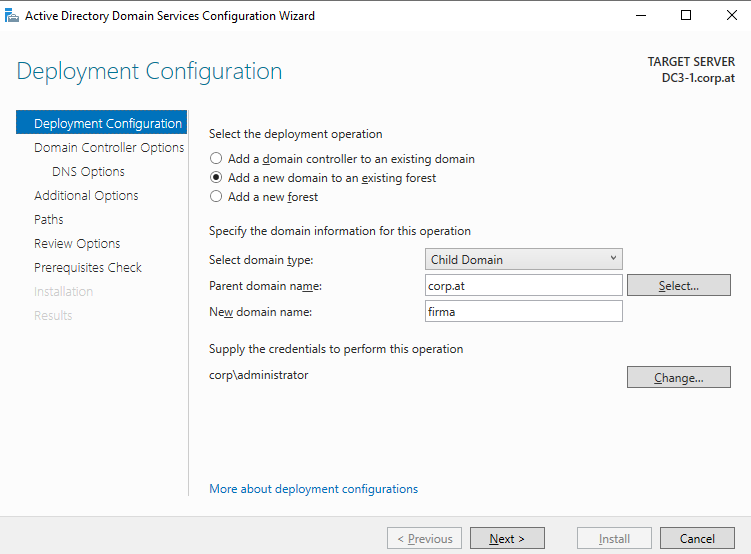 Active Directory Domain Services Configuration Wizard
Deployment Configuration
TARGET SERVER
DC3-1.corp.at
Deployment Configuration
Domain Controller Options
DNS Options
Additional Options
Paths
Review Options
Prerequisites Check
Installation
Results
Select the deployment operation
Add a domain controller to an existing domain
Add a new domain to an existing forest
Add a new forest
Specify the domain information for this operation
Select domain type: Child Domain
Parent domain name: corp.at Select...
New domain name: firma
Supply the credentials to perform this operation
corp\administrator Change...
More about deployment configurations
< Previous Next > Install Cancel